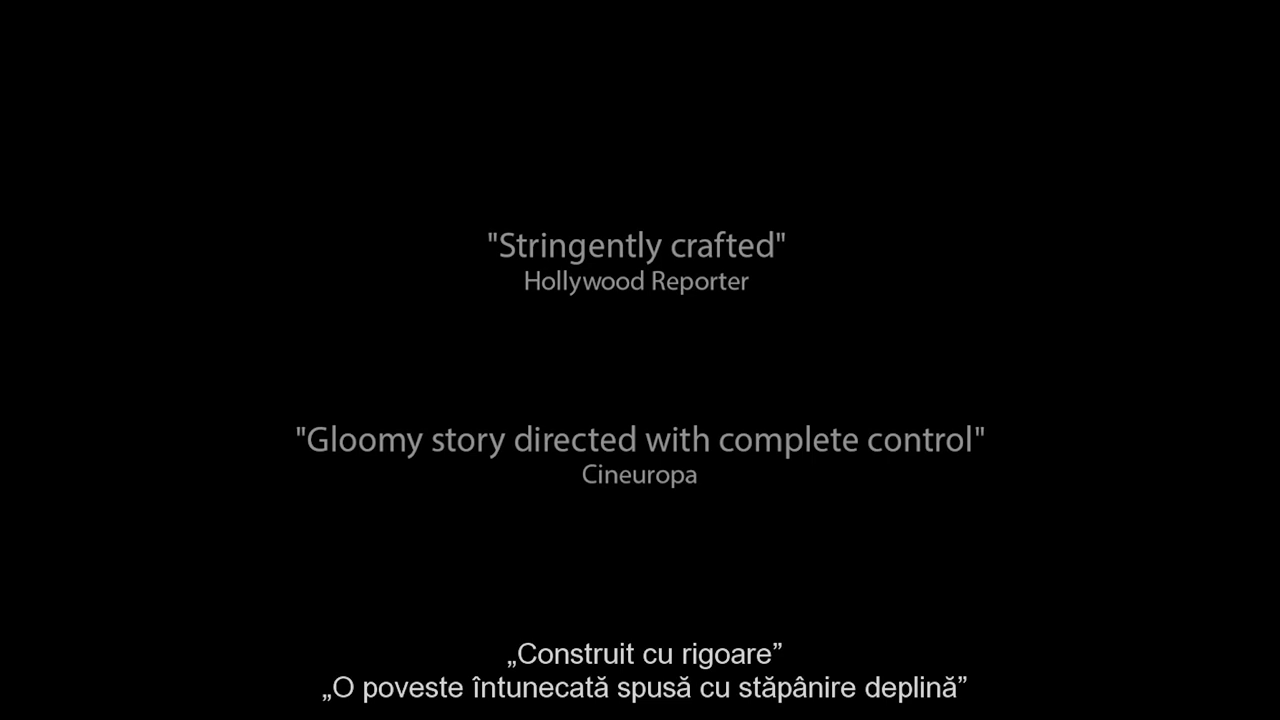 "Stringently crafted"
Hollywood Reporter
"Gloomy story directed with complete control"
Cineuropa
„Construit cu rigoare”
„O poveste întunecată spusă cu stăpânire deplină”